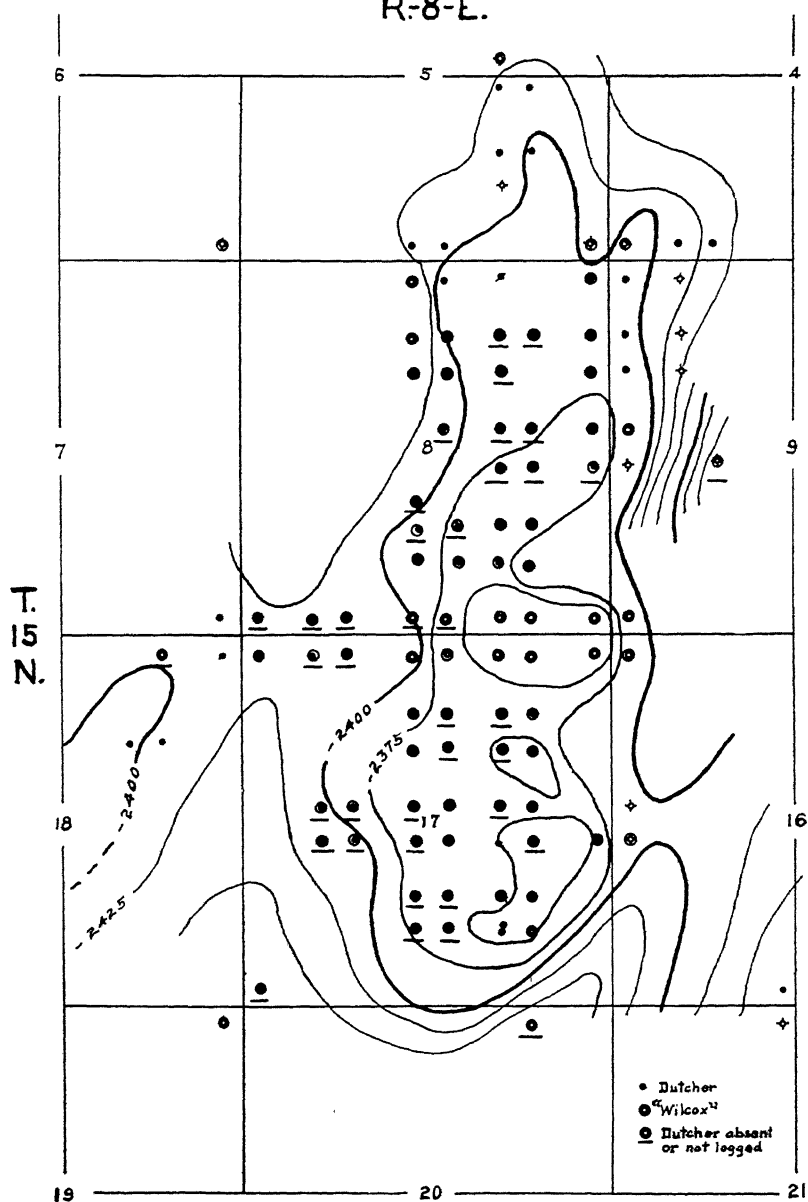 R.-8-E.
6 5 4
7 8 9
T.
15
N.
-2400
-2375
-2400
18 17 16
-2425
• Dutcher
"Wilcox"
Dutcher absent
or not logged
19 20 21